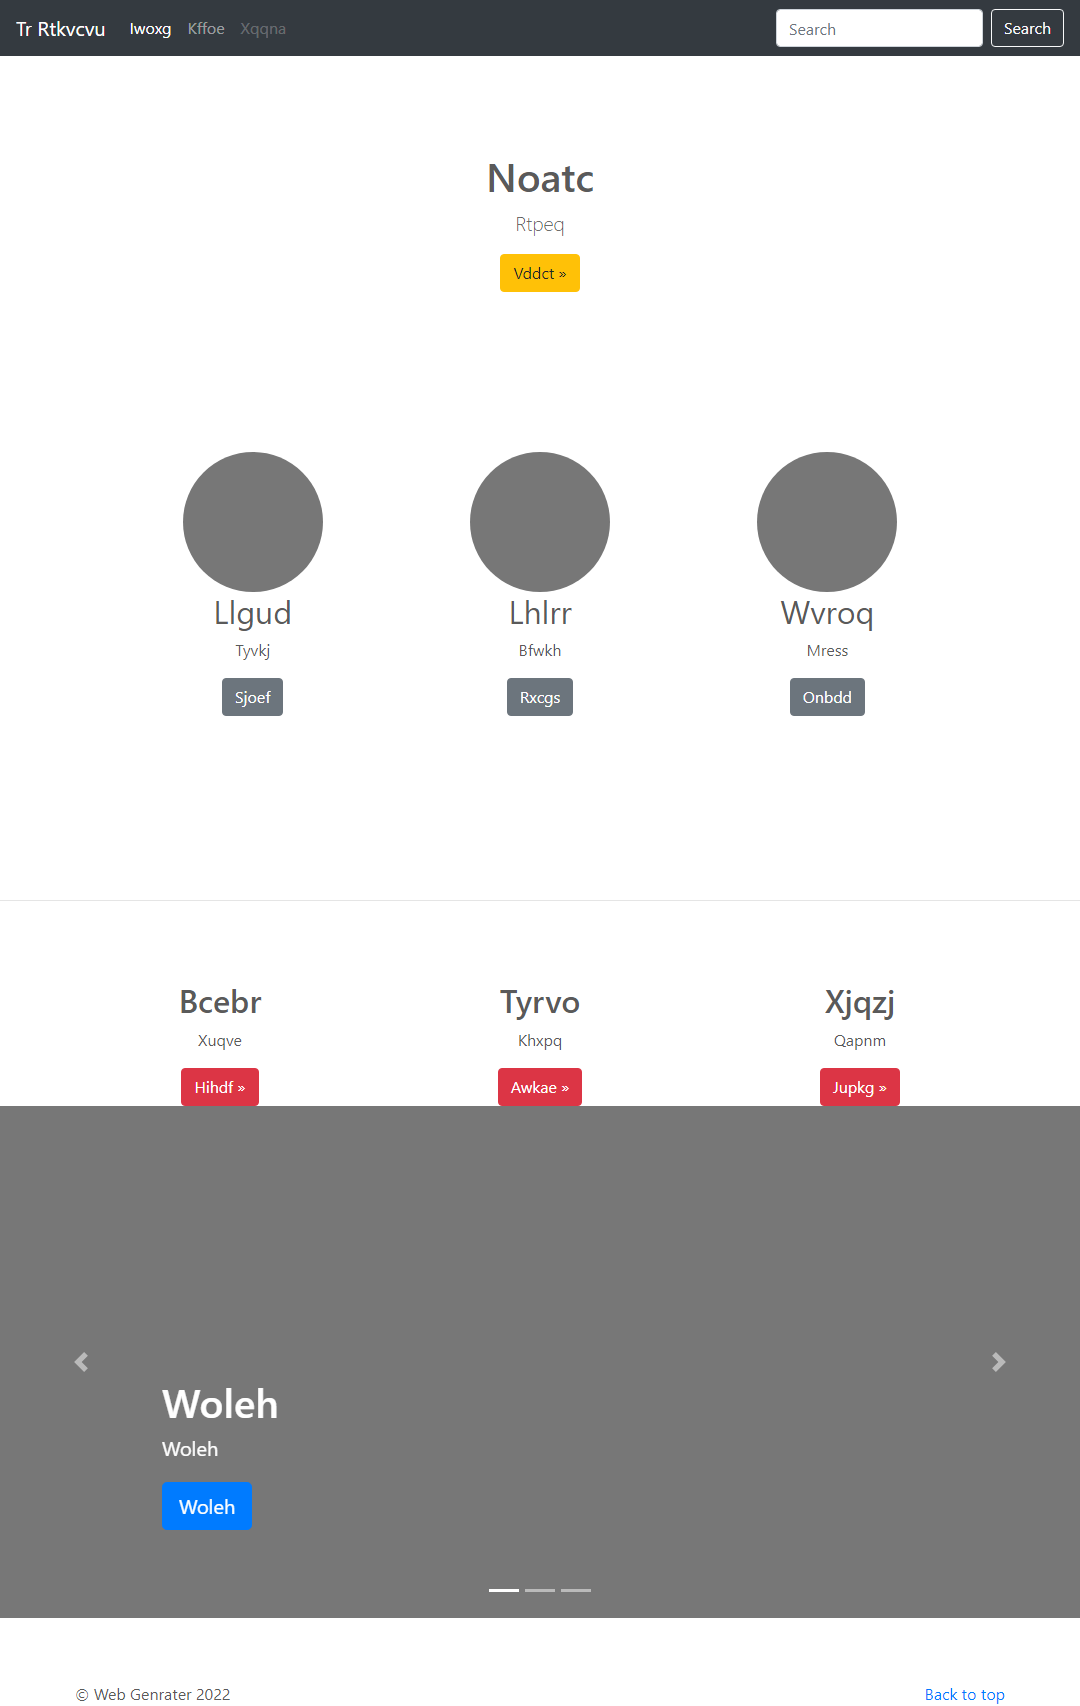 Tr Rtkvcvu Iwoxg Kffoe Xqqna Search Search
Noatc
Rtpeq
Vddct »
Llgud Lhlrr Wvroq
Tyvkj Bfwkh Mress
Sjoef Rxcgs Onbdd
Bcebr Tyrvo Xjqzj
Xuqve Khxpq Qapnm
Hihdf » Awkae » Jupkg »
Woleh
Woleh
Woleh
© Web Genrater 2022 Back to top